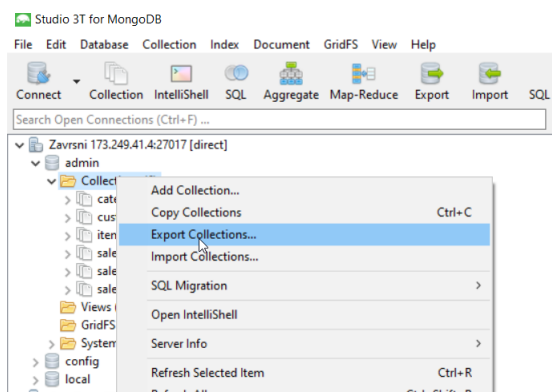 Studio 3T for MongoDB
File Edit Database Collection Index Document GridFS View Help
Connect Collection IntelliShell SQL Aggregate Map-Reduce Export Import SQL
Search Open Connections (Ctrl+F) ...
Zavrsni 173.249.41.4:27017 [direct]
admin
Collect
cate
cus
iten
sale
sale
sale
Views
GridFS
System
config
local
Add Collection...
Copy Collections Ctrl+C
Export Collections...
Import Collections...
SQL Migration
Open IntelliShell
Server Info
Refresh Selected Item Ctrl+R